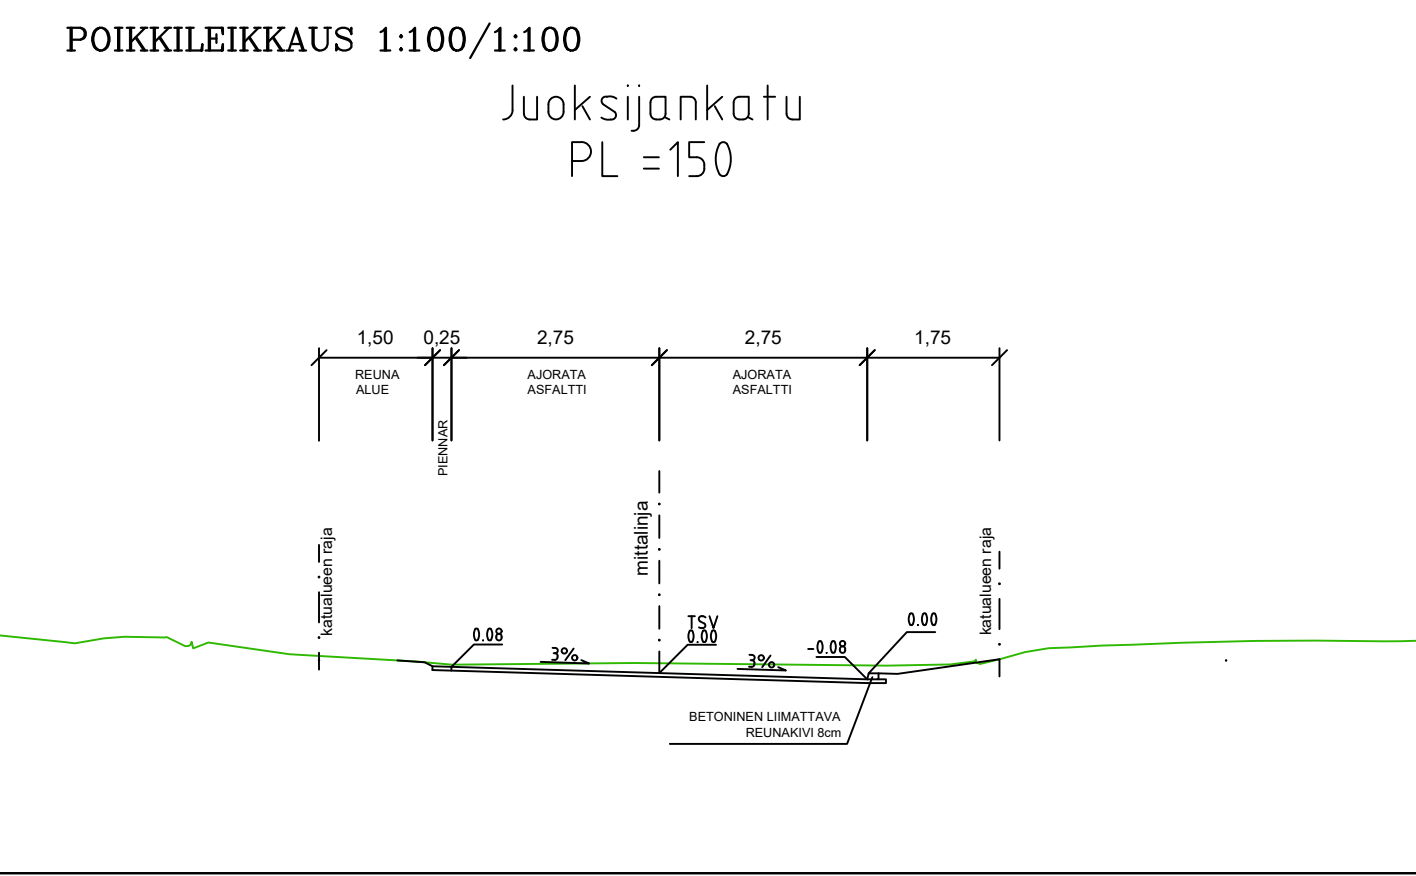 POIKKILEIKKAUS 1:100/1:100
Juoksijankatu
PL =150
1,50 0,25 2,75 2,75 1,75
REUNA
ALUE
PIENNAR
AJORATA
ASFALTTI
AJORATA
ASFALTTI
katualueen raja
mittalinja
katualueen raja
0.08
3%
TSV
0.00
3%
-0.08
0.00
BETONINEN LIIMATTAVA
REUNAKIVI 8cm